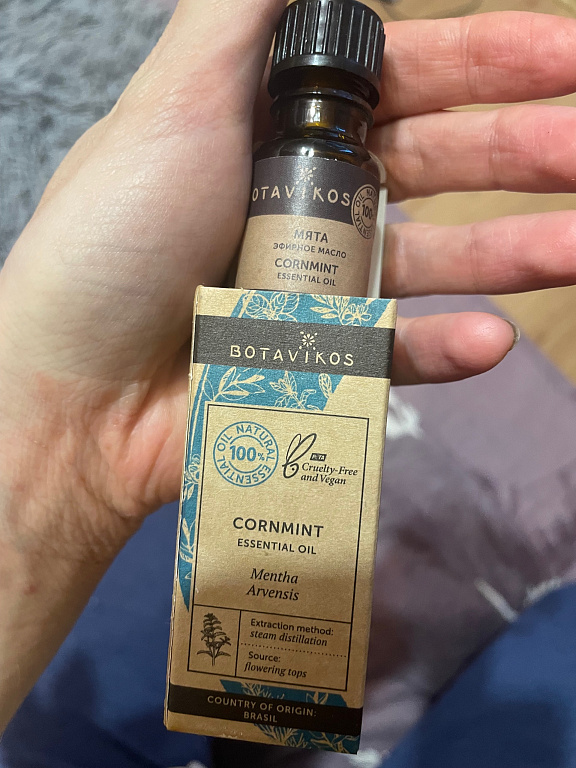 BOTAVIKOS
100%
МЯТА
ЭФИРНОЕ МАСЛО
CORNMINT
ESSENTIAL OIL
BOTAVIKOS
NATURAL ESSENTIAL OIL
100%
PETA
Cruelty-Free
and Vegan
CORNMINT
ESSENTIAL OIL
Mentha
Arvensis
Extraction method:
steam distillation
Source:
flowering tops
COUNTRY OF ORIGIN:
BRASIL